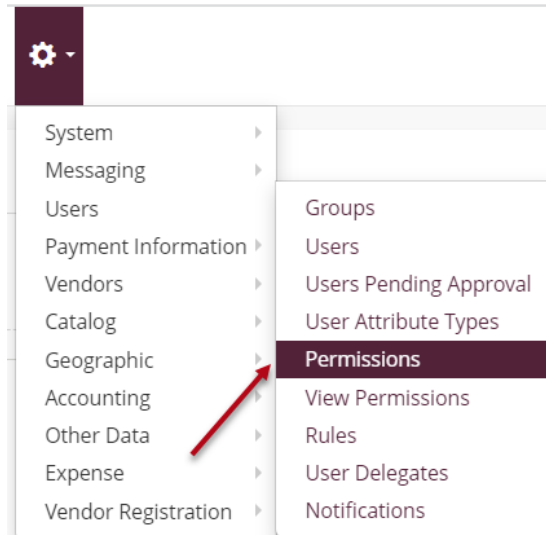 System
Messaging
Users
Payment Information
Vendors
Catalog
Geographic
Accounting
Other Data
Expense
Vendor Registration
Groups
Users
Users Pending Approval
User Attribute Types
Permissions
View Permissions
Rules
User Delegates
Notifications